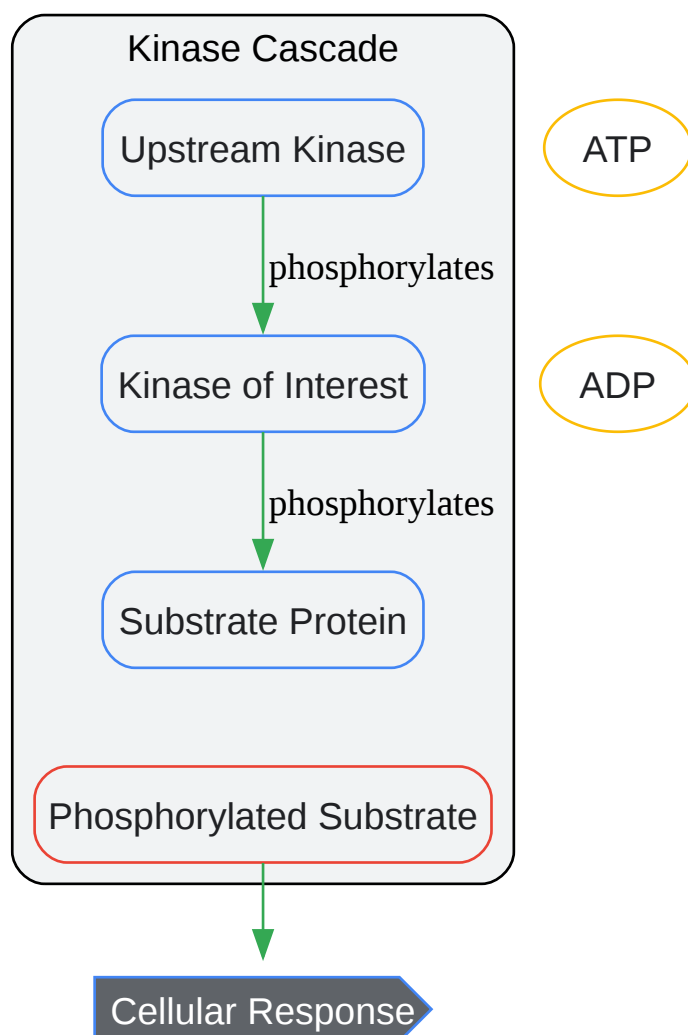 Kinase Cascade
Upstream Kinase
ATP
phosphorylates
Kinase of Interest
ADP
phosphorylates
Substrate Protein
Phosphorylated Substrate
Cellular Response